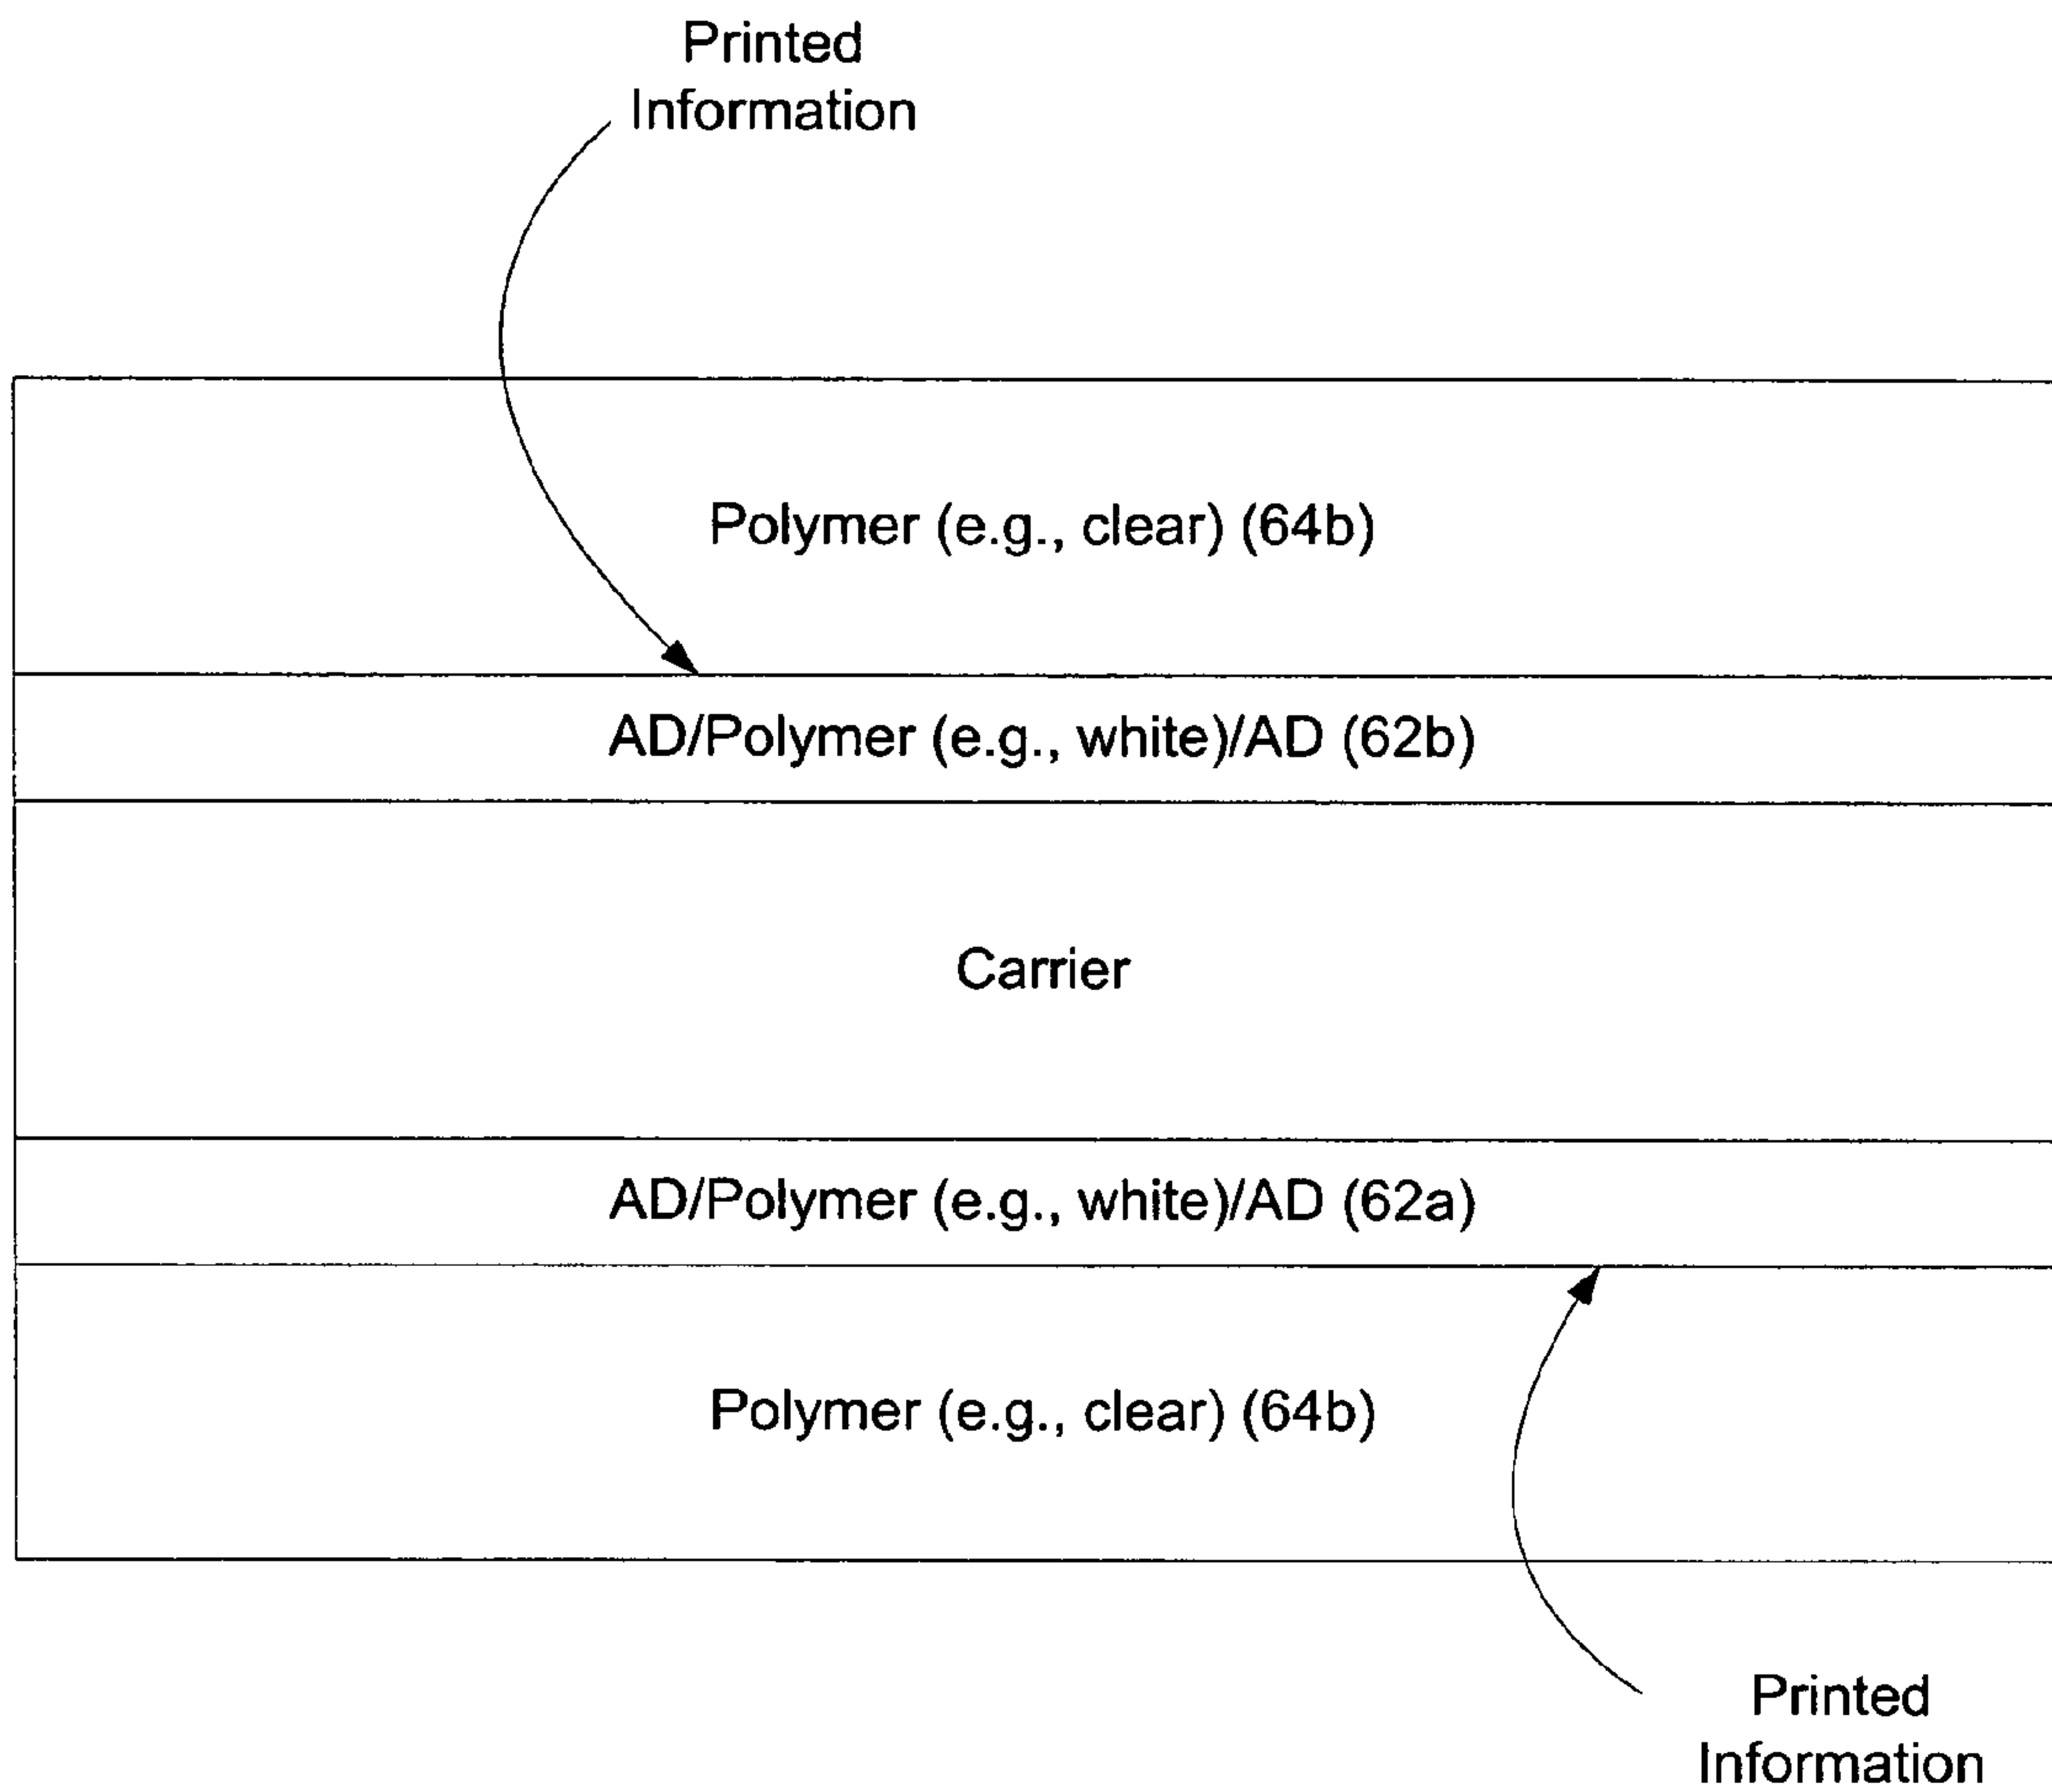 Printed
Information
Polymer (e.g., clear) (64b)
AD/Polymer (e.g., white)/AD (62b)
Carrier
AD/Polymer (e.g., white)/AD (62a)
Polymer (e.g., clear) (64b)
Printed
Information